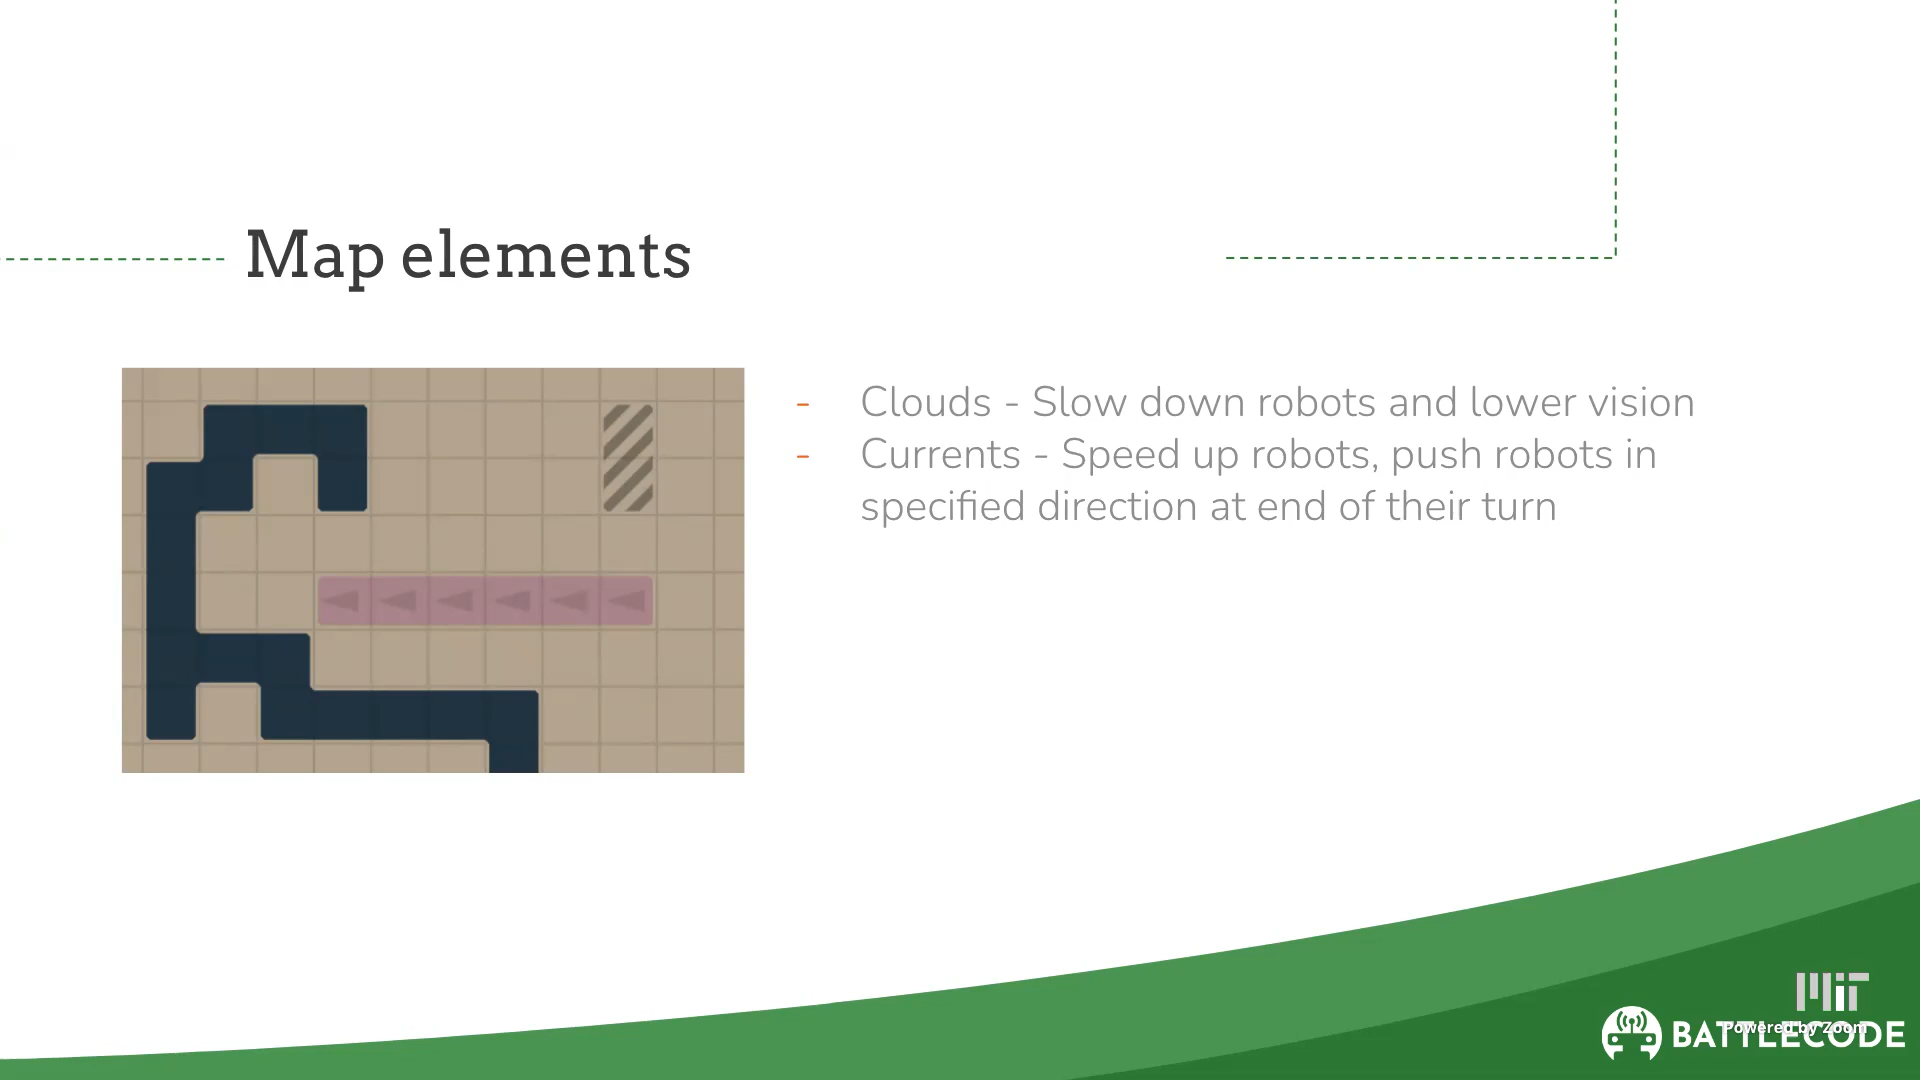 Map elements
- Clouds - Slow down robots and lower vision
- Currents - Speed up robots, push robots in
specified direction at end of their turn
MIT
Powered by Zoom
BATTLECODE